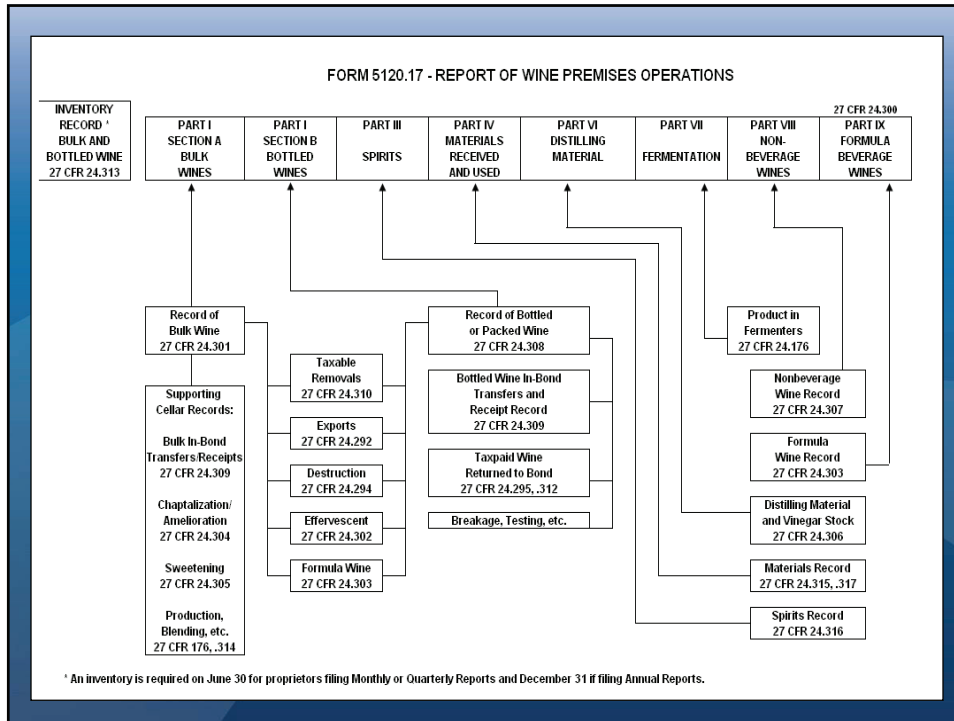 FORM 5120.17 - REPORT OF WINE PREMISES OPERATIONS
INVENTORY
RECORD *
BULK AND
BOTTLED WINE
27 CFR 24.313
27 CFR 24.300
PART I
SECTION A
BULK
WINES
PART I
SECTION B
BOTTLED
WINES
PART III
SPIRITS
PART IV
MATERIALS
RECEIVED
AND USED
PART VI
DISTILLING
MATERIAL
PART VII
FERMENTATION
PART VIII
NON-
BEVERAGE
WINES
PART IX
FORMULA
BEVERAGE
WINES
Record of
Bulk Wine
27 CFR 24.301
Supporting
Cellar Records:
Bulk In-Bond
Transfers/Receipts
27 CFR 24.309
Chaptalization/
Amelioration
27 CFR 24.304
Sweetening
27 CFR 24.305
Production,
Blending, etc.
27 CFR 176, .314
Taxable
Removals
27 CFR 24.310
Exports
27 CFR 24.292
Destruction
27 CFR 24.294
Effervescent
27 CFR 24.302
Formula Wine
27 CFR 24.303
Record of Bottled
or Packed Wine
27 CFR 24.308
Bottled Wine In-Bond
Transfers and
Receipt Record
27 CFR 24.309
Taxpaid Wine
Returned to Bond
27 CFR 24.295, .312
Breakage, Testing, etc.
Product in
Fermenters
27 CFR 24.176
Nonbeverage
Wine Record
27 CFR 24.307
Formula
Wine Record
27 CFR 24.303
Distilling Material
and Vinegar Stock
27 CFR 24.306
Materials Record
27 CFR 24.315, .317
Spirits Record
27 CFR 24.316
* An inventory is required on June 30 for proprietors filing Monthly or Quarterly Reports and December 31 if filing Annual Reports.